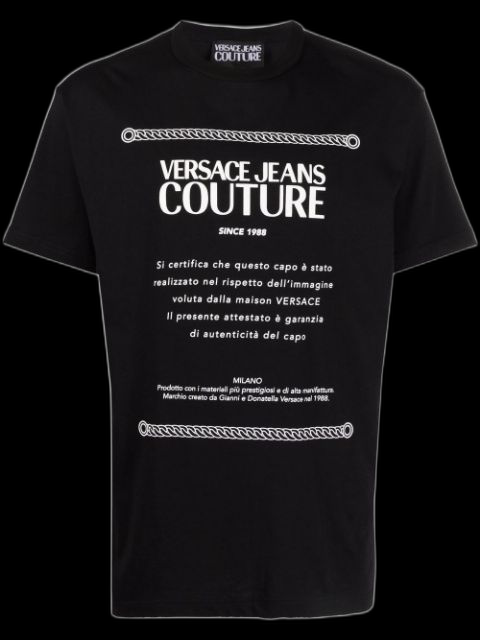 VERSACE JEANS
COUTURE
VERSACE JEANS
COUTURE
SINCE 1988
Si certifica che questo capo è stato
realizzato nel rispetto dell'immagine
voluta dalla maison VERSACE
Il presente attestato è garanzia
di autenticità del capo
MILANO
Prodotto con i materiali più prestigiosi e di alta manifattura.
Marchio creato da Gianni e Donatella Versace nel 1988.